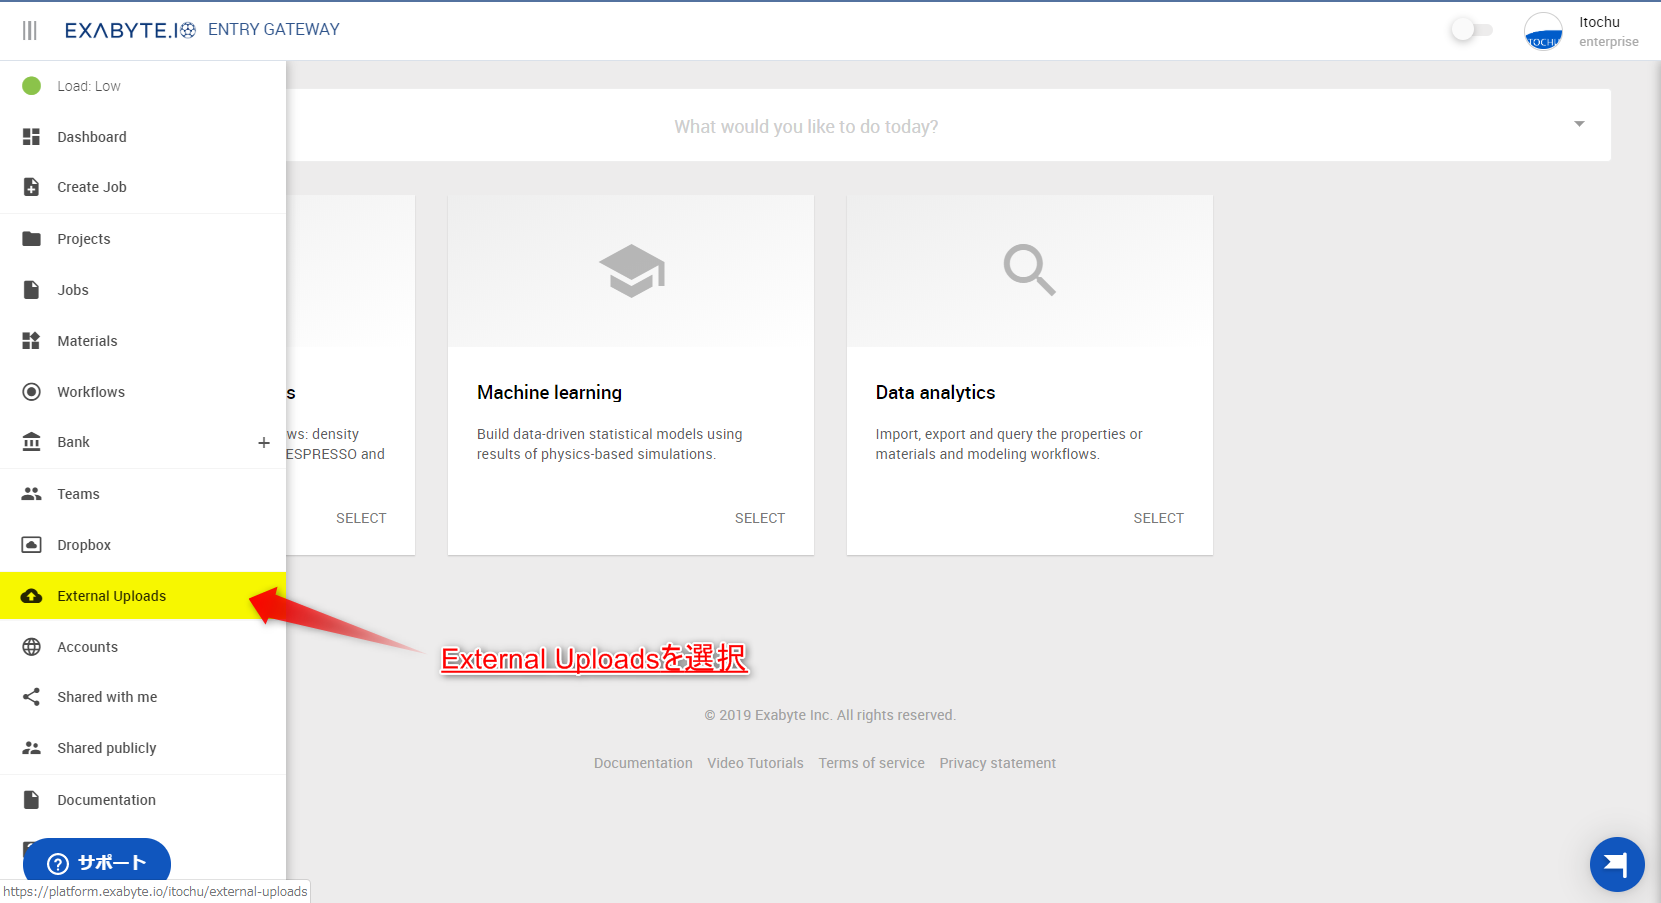 EXABYTE.IO ENTRY GATEWAY
Itochu
enterprise
ITOCHU
Load: Low
Dashboard
Create Job
Projects
Jobs
Materials
Workflows
Bank +
Teams
Dropbox
External Uploads
Accounts
Shared with me
Shared publicly
Documentation
サポート
https://platform.exabyte.io/itochu/external-uploads
What would you like to do today?
s
ws: density
ESPRESSO and
SELECT
Machine learning
Build data-driven statistical models using
results of physics-based simulations.
SELECT
Data analytics
Import, export and query the properties or
materials and modeling workflows.
SELECT
External Uploadsを選択
© 2019 Exabyte Inc. All rights reserved.
Documentation Video Tutorials Terms of service Privacy statement